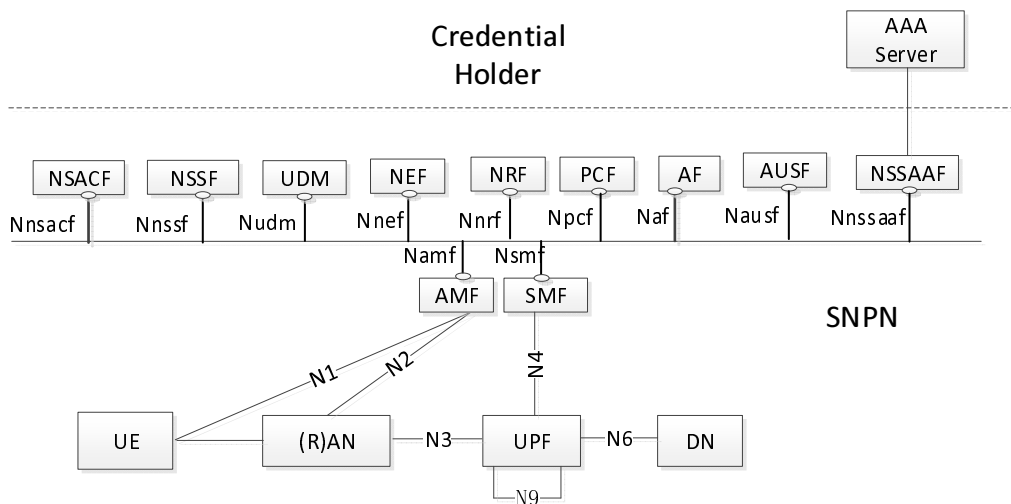 Credential
Holder
AAA
Server
NSACF
NSSF
UDM
NEF
NRF
PCF
AF
AUSF
NSSAAF
Nnsacf
Nnssf
Nudm
Nnef
Nnrf
Npcf
Naf
Nausf
Nnssaaf
Namf
Nsmf
AMF
SMF
SNPN
N1
N2
N4
UE
(R)AN
N3
UPF
N6
DN
N9